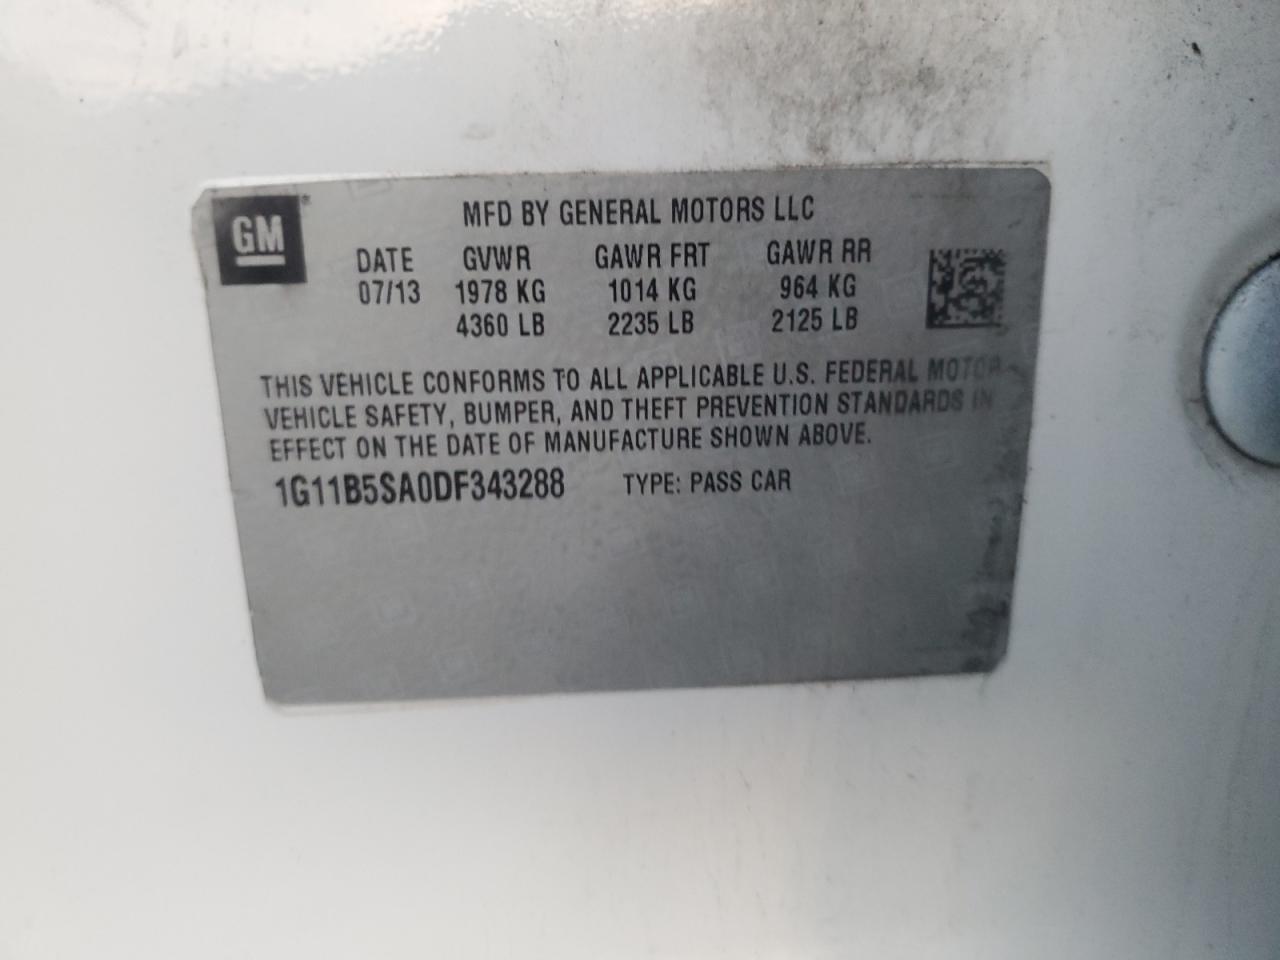 GM
MFD BY GENERAL MOTORS LLC
DATE GVWR GAWR FRT GAWR RR
07/13 1978 KG 1014 KG 964 KG
4360 LB 2235 LB 2125 LB
THIS VEHICLE CONFORMS TO ALL APPLICABLE U.S. FEDERAL MOTOR
VEHICLE SAFETY, BUMPER, AND THEFT PREVENTION STANDARDS IN
EFFECT ON THE DATE OF MANUFACTURE SHOWN ABOVE.
1G11B5SA0DF343288 TYPE: PASS CAR